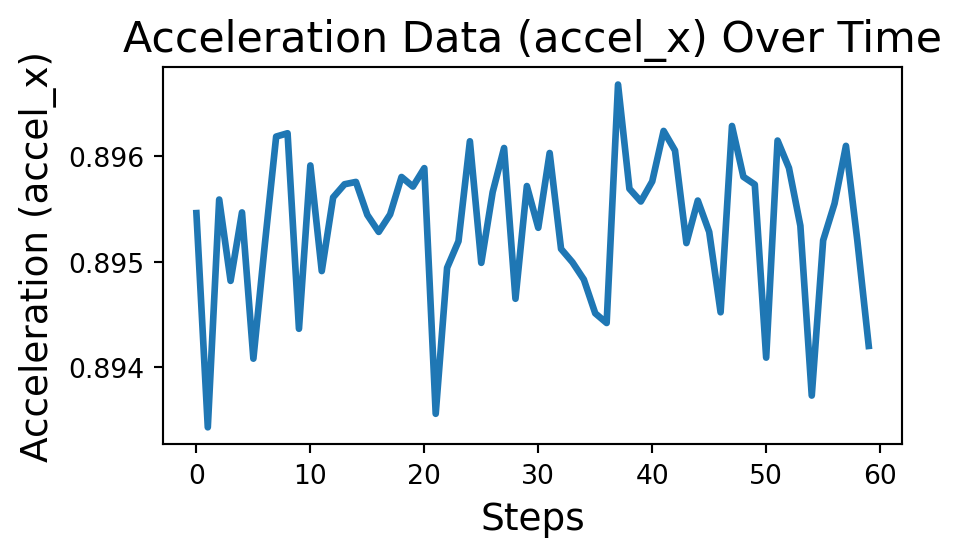 Acceleration Data (accel_x) Over Time
Acceleration (accel_x)
0.896
0.895
0.894
0 10 20 30 40 50 60
Steps